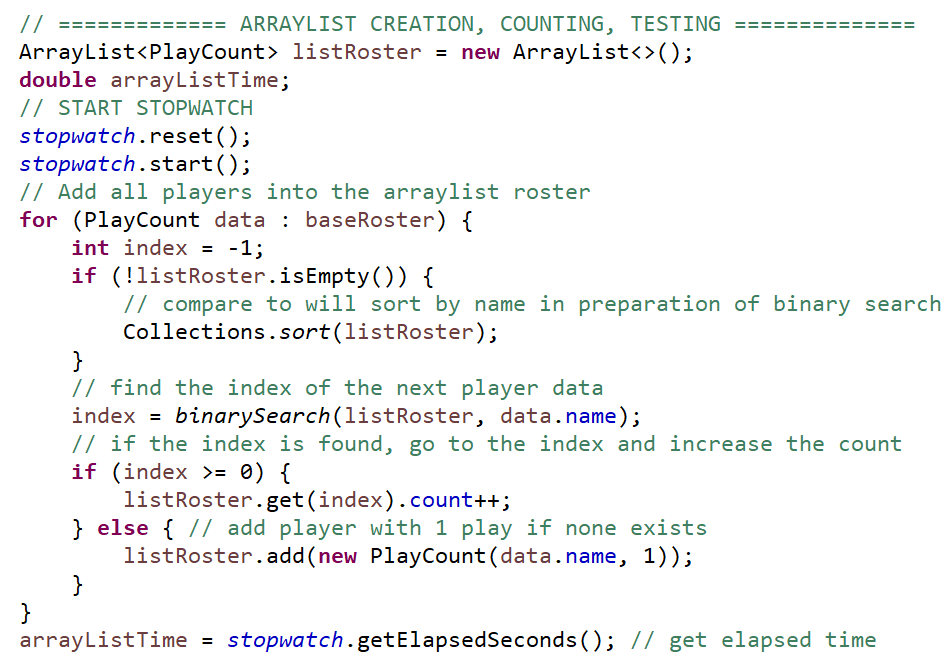 // ============= ARRAYLIST CREATION, COUNTING, TESTING ==============
ArrayList<PlayCount> listRoster = new ArrayList<>();
double arrayListTime;
// START STOPWATCH
stopwatch.reset();
stopwatch.start();
// Add all players into the arraylist roster
for (PlayCount data : baseRoster) {
    int index = -1;
    if (!listRoster.isEmpty()) {
        // compare to will sort by name in preparation of binary search
        Collections.sort(listRoster);
    }
    // find the index of the next player data
    index = binarySearch(listRoster, data.name);
    // if the index is found, go to the index and increase the count
    if (index >= 0) {
        listRoster.get(index).count++;
    } else { // add player with 1 play if none exists
        listRoster.add(new PlayCount(data.name, 1));
    }
}
arrayListTime = stopwatch.getElapsedSeconds(); // get elapsed time